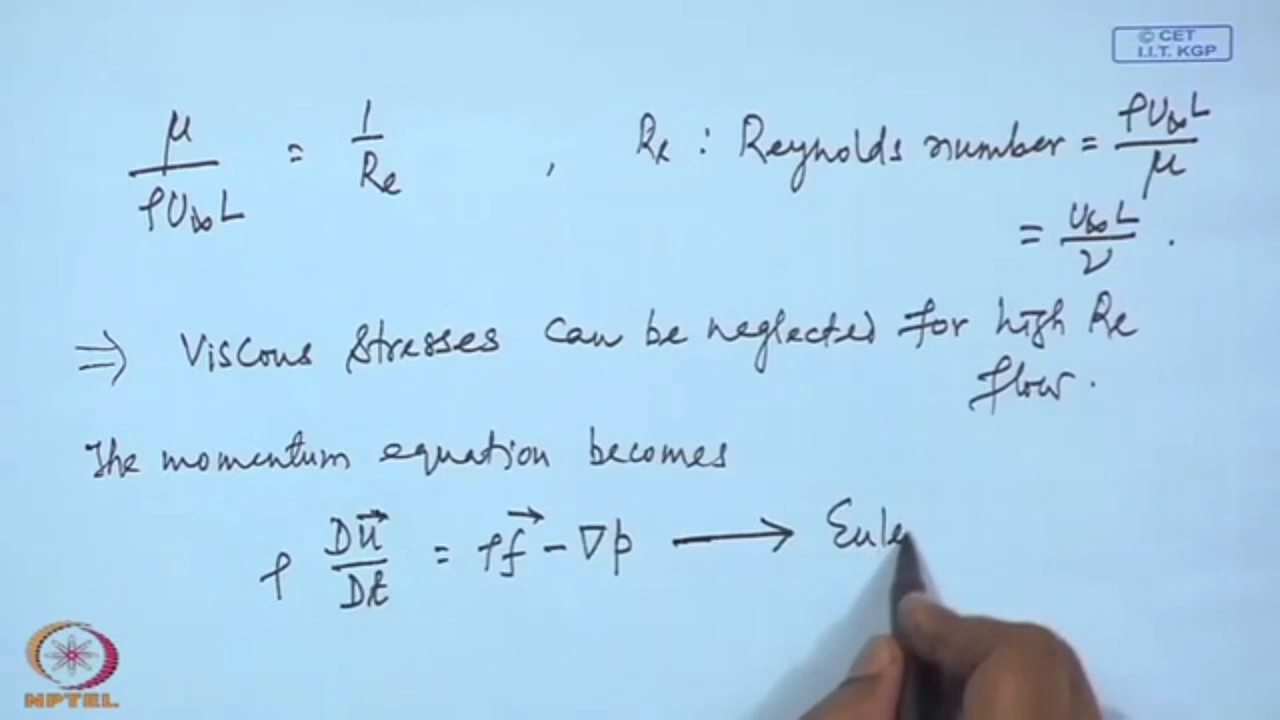 © CET
I.I.T. KGP
μ/ρU∞L = 1/Re , Re : Reynolds number = ρU∞L/μ
= U∞L/ν .
⇒ Viscous stresses can be neglected for high Re
flow.
The momentum equation becomes
ρ Du⃗/Dt = ρf⃗ − ∇p ⟶ Eule
NPTEL